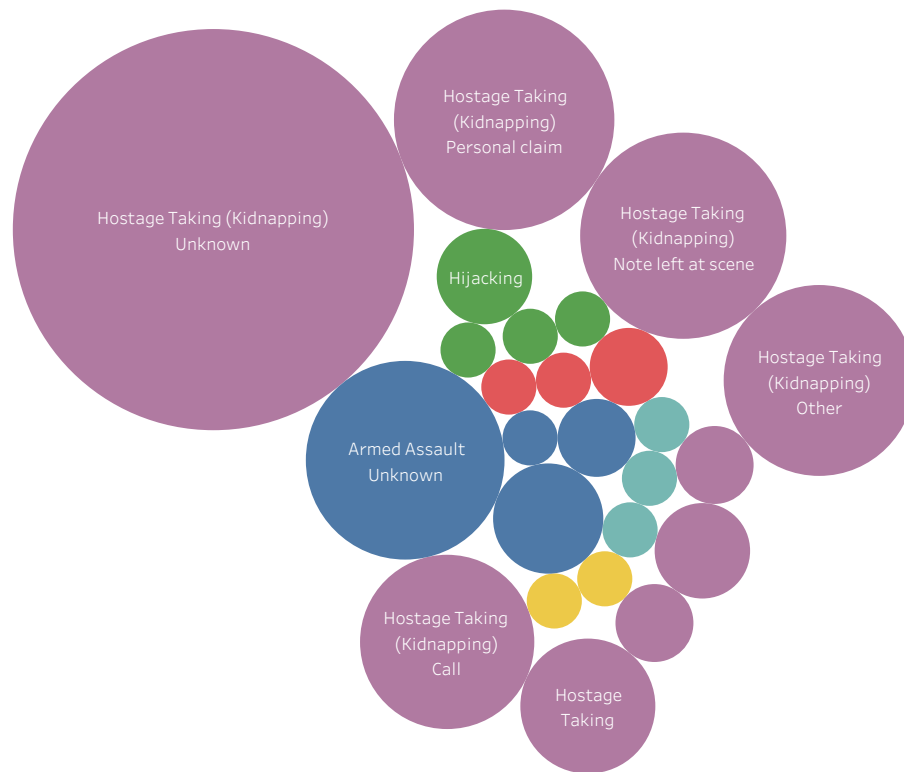 Hostage Taking
(Kidnapping)
Personal claim
Hostage Taking (Kidnapping)
Unknown
Hostage Taking
(Kidnapping)
Note left at scene
Hijacking
Hostage Taking
(Kidnapping)
Other
Armed Assault
Unknown
Hostage Taking
(Kidnapping)
Call
Hostage
Taking